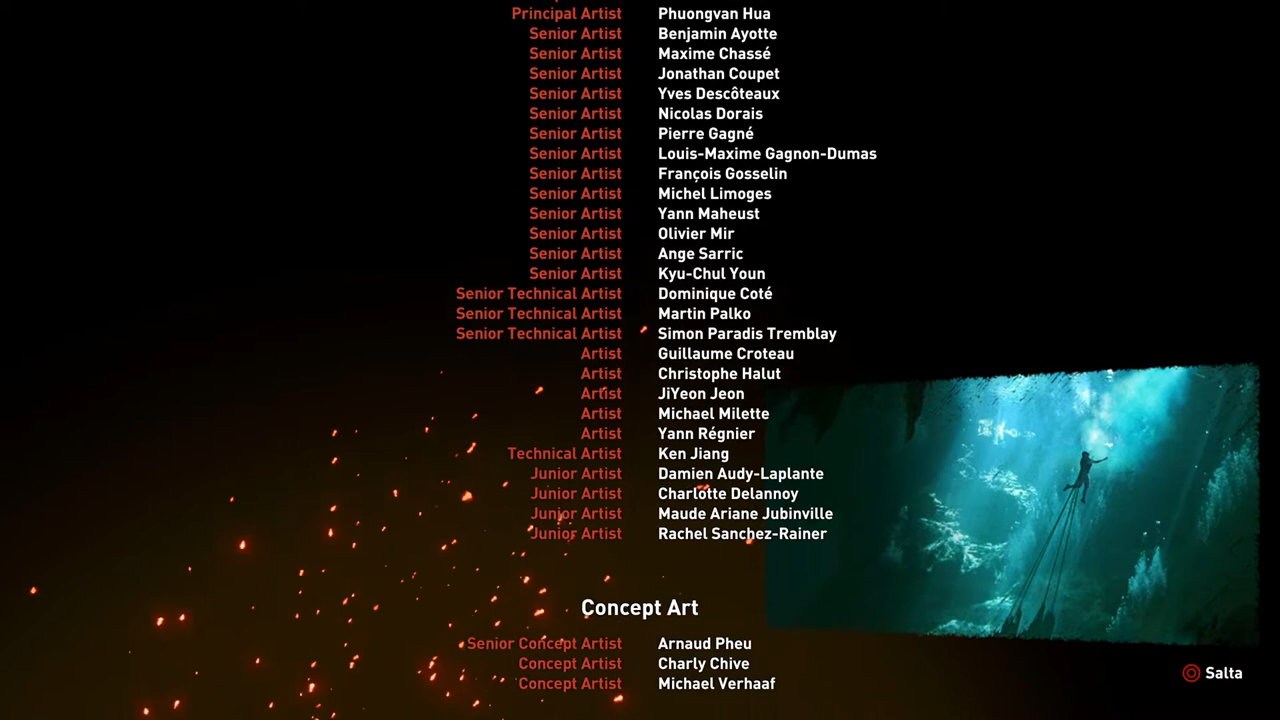 Principal Artist Phuongvan Hua
Senior Artist Benjamin Ayotte
Senior Artist Maxime Chassé
Senior Artist Jonathan Coupet
Senior Artist Yves Descôteaux
Senior Artist Nicolas Dorais
Senior Artist Pierre Gagné
Senior Artist Louis-Maxime Gagnon-Dumas
Senior Artist François Gosselin
Senior Artist Michel Limoges
Senior Artist Yann Maheust
Senior Artist Olivier Mir
Senior Artist Ange Sarric
Senior Artist Kyu-Chul Youn
Senior Technical Artist Dominique Coté
Senior Technical Artist Martin Palko
Senior Technical Artist Simon Paradis Tremblay
Artist Guillaume Croteau
Artist Christophe Halut
Artist JiYeon Jeon
Artist Michael Milette
Artist Yann Régnier
Technical Artist Ken Jiang
Junior Artist Damien Audy-Laplante
Junior Artist Charlotte Delannoy
Junior Artist Maude Ariane Jubinville
Junior Artist Rachel Sanchez-Rainer
Concept Art
Senior Concept Artist Arnaud Pheu
Concept Artist Charly Chive
Concept Artist Michael Verhaaf
Salta